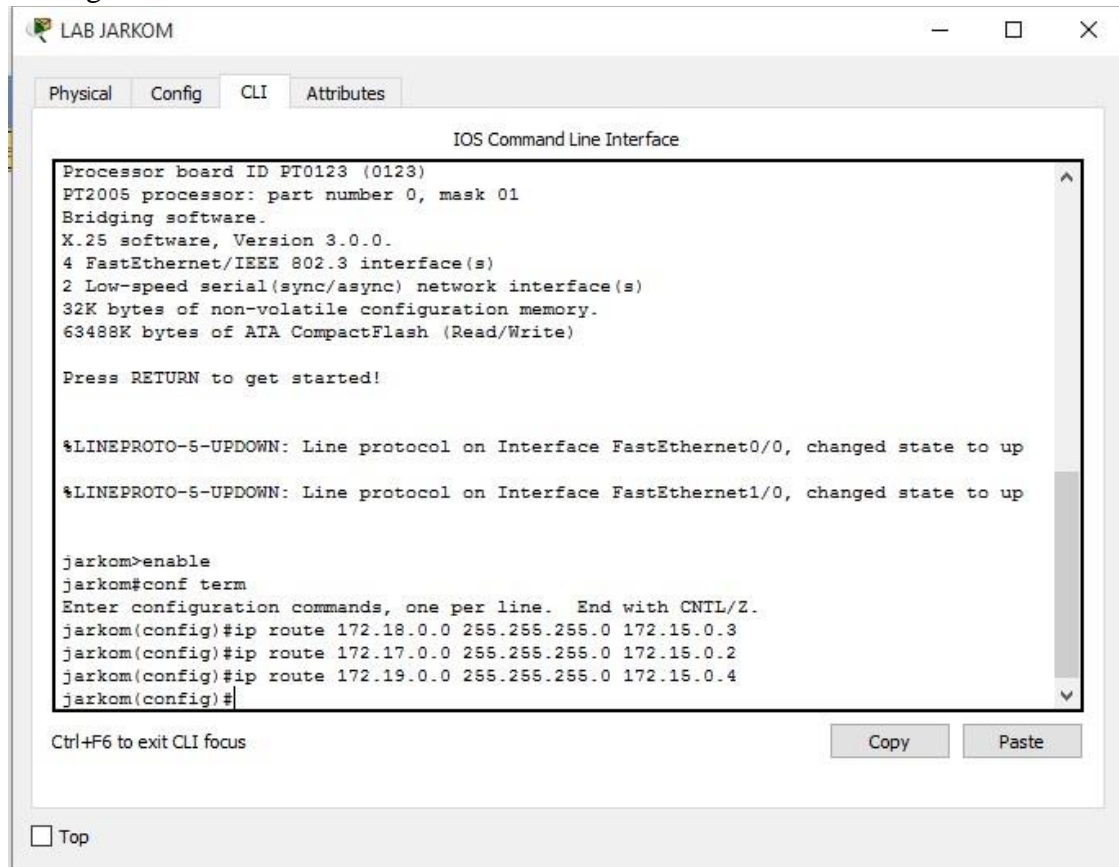 LAB JARKOM
Physical Config CLI Attributes
IOS Command Line Interface
Processor board ID PT0123 (0123)
PT2005 processor: part number 0, mask 01
Bridging software.
X.25 software, Version 3.0.0.
4 FastEthernet/IEEE 802.3 interface(s)
2 Low-speed serial(sync/async) network interface(s)
32K bytes of non-volatile configuration memory.
63488K bytes of ATA CompactFlash (Read/Write)
Press RETURN to get started!
%LINEPROTO-5-UPDOWN: Line protocol on Interface FastEthernet0/0, changed state to up
%LINEPROTO-5-UPDOWN: Line protocol on Interface FastEthernet1/0, changed state to up
jarkom>enable
jarkom#conf term
Enter configuration commands, one per line.  End with CNTL/Z.
jarkom(config)#ip route 172.18.0.0 255.255.255.0 172.15.0.3
jarkom(config)#ip route 172.17.0.0 255.255.255.0 172.15.0.2
jarkom(config)#ip route 172.19.0.0 255.255.255.0 172.15.0.4
jarkom(config)#
Ctrl+F6 to exit CLI focus
Copy Paste
Top